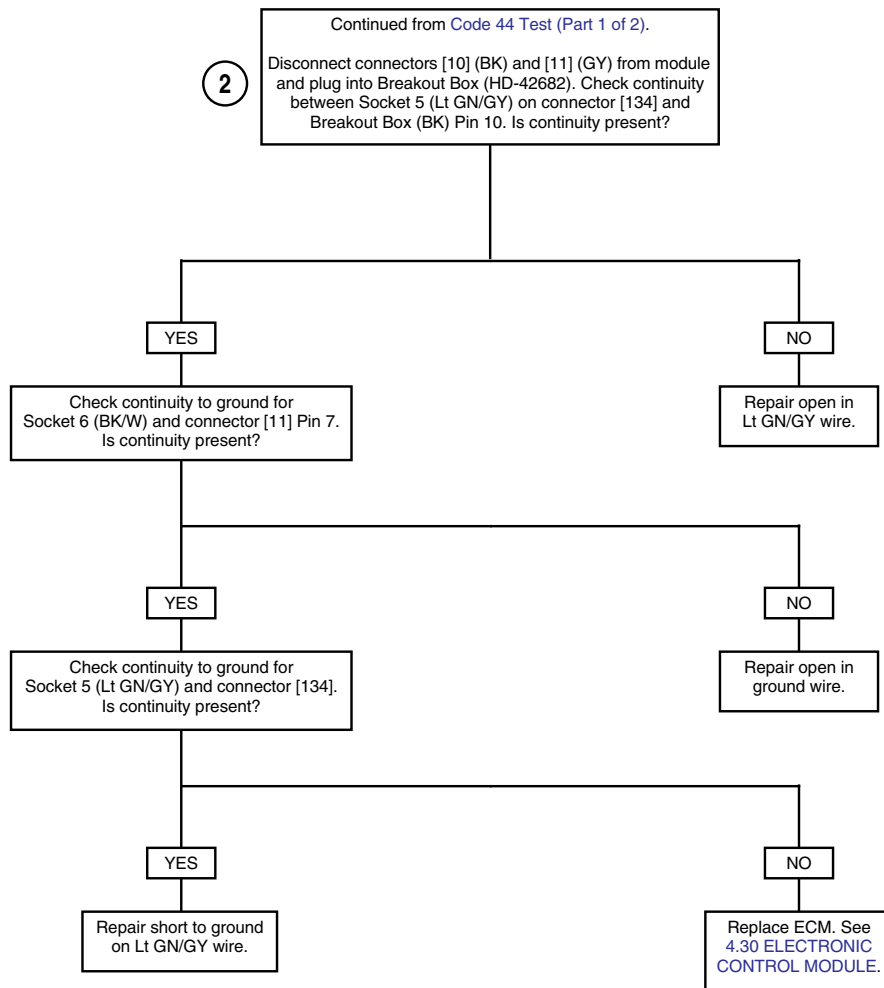 Continued from Code 44 Test (Part 1 of 2).
2
Disconnect connectors [10] (BK) and [11] (GY) from module
and plug into Breakout Box (HD-42682). Check continuity
between Socket 5 (Lt GN/GY) on connector [134] and
Breakout Box (BK) Pin 10. Is continuity present?
YES
NO
Check continuity to ground for
Socket 6 (BK/W) and connector [11] Pin 7.
Is continuity present?
Repair open in
Lt GN/GY wire.
YES
NO
Check continuity to ground for
Socket 5 (Lt GN/GY) and connector [134].
Is continuity present?
Repair open in
ground wire.
YES
NO
Repair short to ground
on Lt GN/GY wire.
Replace ECM. See
4.30 ELECTRONIC
CONTROL MODULE.